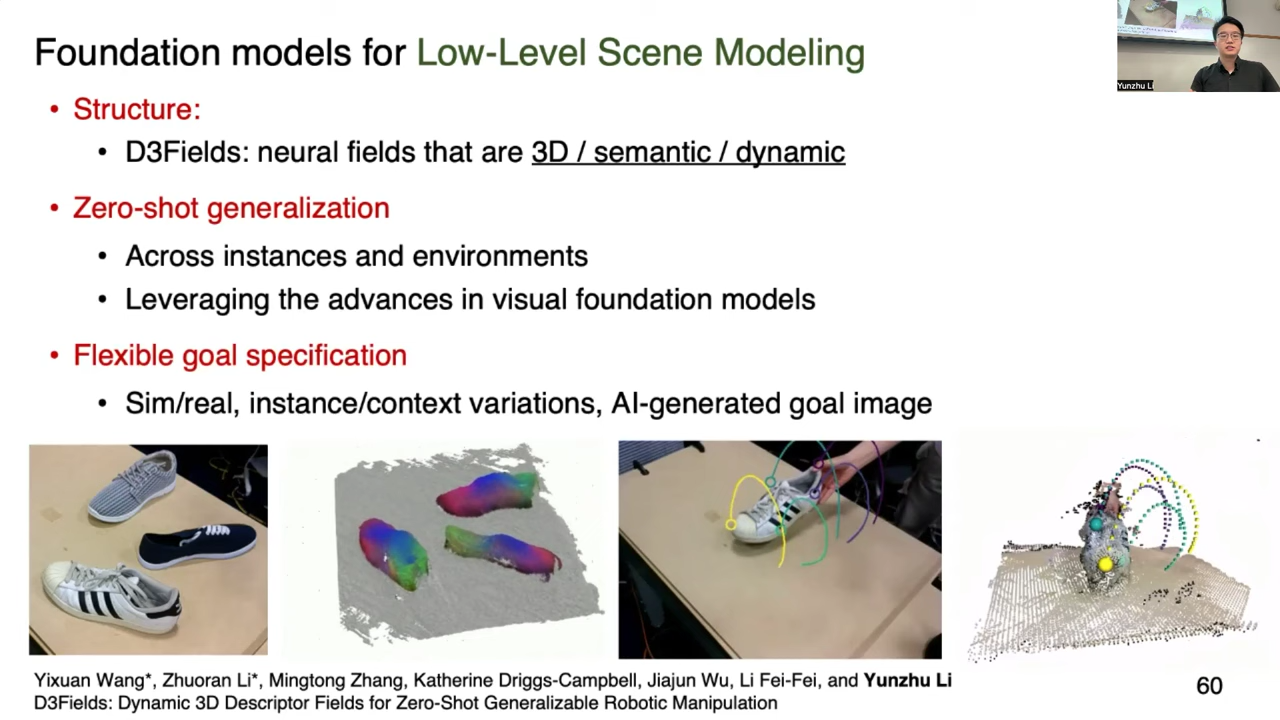 Foundation models for Low-Level Scene Modeling
• Structure:
• D3Fields: neural fields that are 3D / semantic / dynamic
• Zero-shot generalization
• Across instances and environments
• Leveraging the advances in visual foundation models
• Flexible goal specification
• Sim/real, instance/context variations, AI-generated goal image
Yunzhu Li
Yixuan Wang*, Zhuoran Li*, Mingtong Zhang, Katherine Driggs-Campbell, Jiajun Wu, Li Fei-Fei, and Yunzhu Li
D3Fields: Dynamic 3D Descriptor Fields for Zero-Shot Generalizable Robotic Manipulation
60